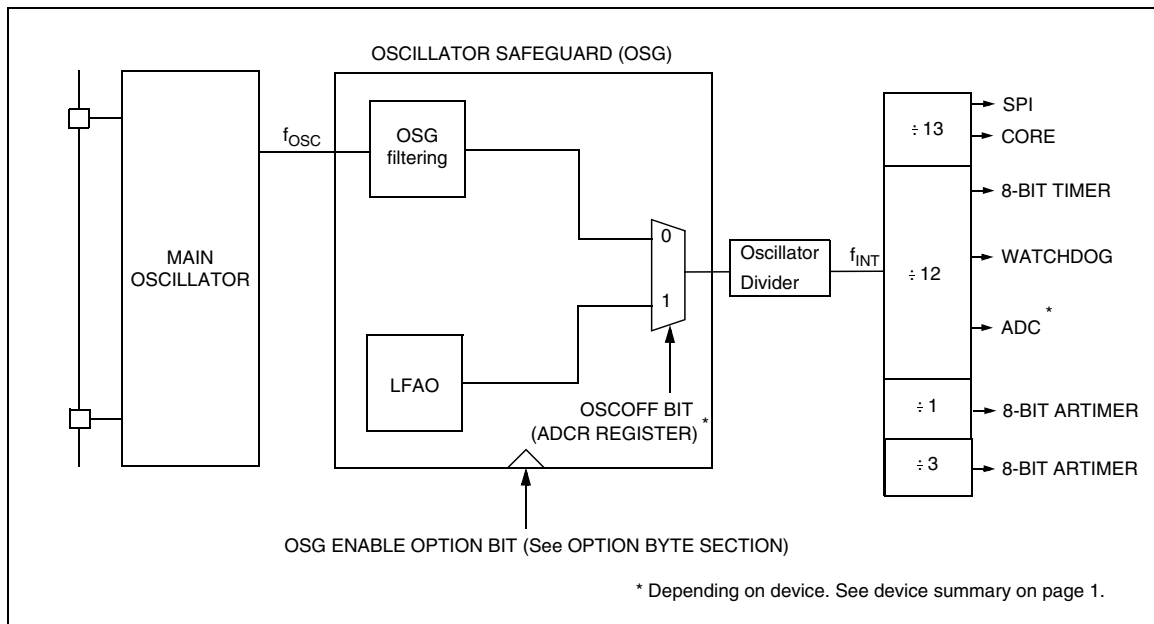 OSCILLATOR SAFEGUARD (OSG)
MAIN
OSCILLATOR
fOSC
OSG
filtering
LFAO
0
1
OSCOFF BIT
(ADCR REGISTER) *
OSG ENABLE OPTION BIT (See OPTION BYTE SECTION)
Oscillator
Divider
fINT
÷ 13
÷ 12
÷ 1
÷ 3
SPI
CORE
8-BIT TIMER
WATCHDOG
ADC *
8-BIT ARTIMER
8-BIT ARTIMER
* Depending on device. See device summary on page 1.